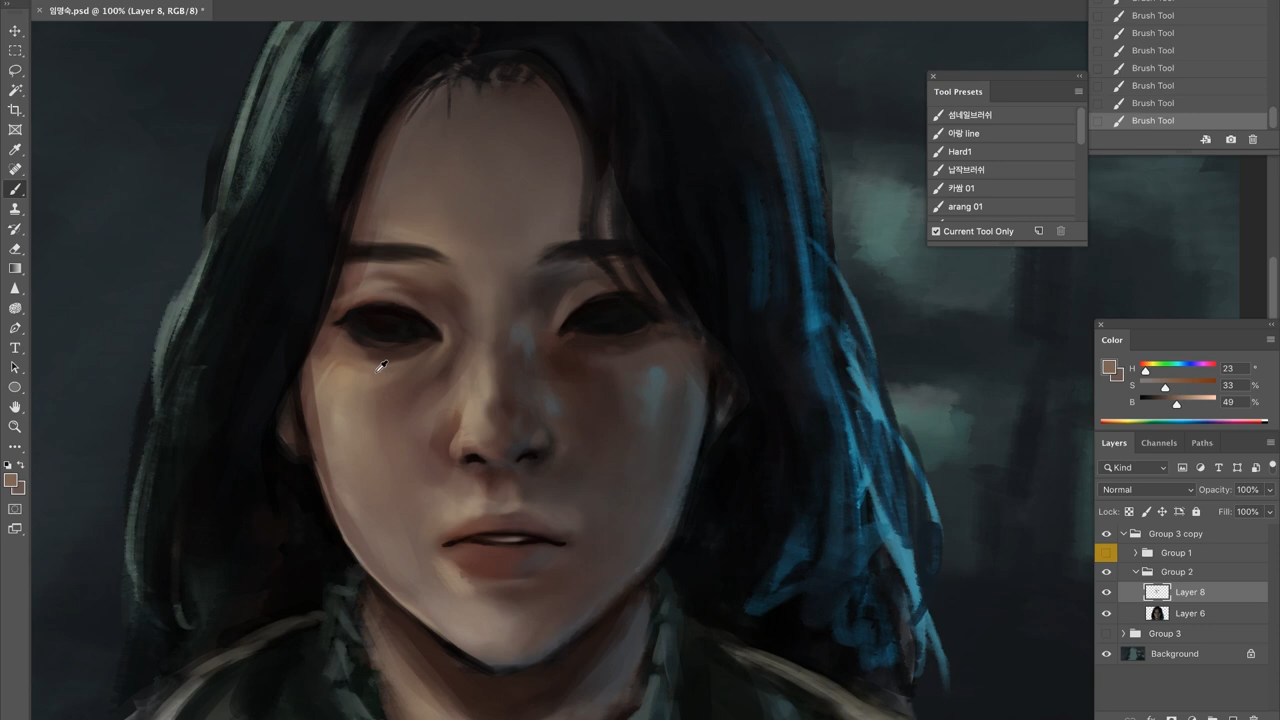 임명숙.psd @ 100% (Layer 8, RGB/8) *
Brush Tool
Brush Tool
Brush Tool
Brush Tool
Brush Tool
Brush Tool
Brush Tool
Tool Presets
섬네일브러쉬
아랑 line
Hard1
납작브러쉬
카쌈 01
arang 01
Current Tool Only
Color
H 23 °
S 33 %
B 49 %
Layers Channels Paths
Kind
Normal Opacity: 100%
Lock: Fill: 100%
Group 3 copy
Group 1
Group 2
Layer 8
Layer 6
Group 3
Background